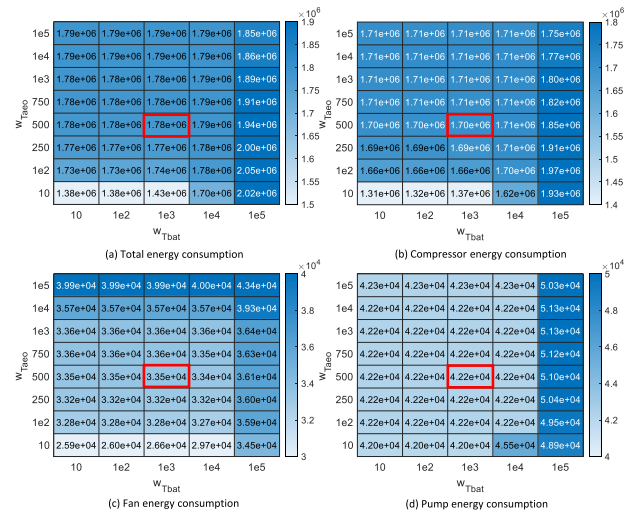 ×10^6
1e5 1.79e+06 1.79e+06 1.79e+06 1.79e+06 1.85e+06 1.9
1e4 1.79e+06 1.79e+06 1.79e+06 1.79e+06 1.86e+06
1e3 1.78e+06 1.78e+06 1.78e+06 1.79e+06 1.89e+06 1.8
750 1.78e+06 1.78e+06 1.78e+06 1.79e+06 1.91e+06
w_Taeo 500 1.78e+06 1.78e+06 1.78e+06 1.79e+06 1.94e+06 1.7
250 1.77e+06 1.77e+06 1.77e+06 1.79e+06 2.00e+06
1e2 1.73e+06 1.73e+06 1.74e+06 1.78e+06 2.05e+06 1.6
10 1.38e+06 1.38e+06 1.43e+06 1.70e+06 2.02e+06 1.5
10 1e2 1e3 1e4 1e5
w_Tbat
(a) Total energy consumption
×10^6
1e5 1.71e+06 1.71e+06 1.71e+06 1.71e+06 1.75e+06 1.8
1e4 1.71e+06 1.71e+06 1.71e+06 1.71e+06 1.77e+06
1e3 1.71e+06 1.71e+06 1.71e+06 1.71e+06 1.80e+06 1.7
750 1.71e+06 1.71e+06 1.71e+06 1.71e+06 1.82e+06
w_Taeo 500 1.70e+06 1.70e+06 1.70e+06 1.71e+06 1.85e+06 1.6
250 1.69e+06 1.69e+06 1.69e+06 1.71e+06 1.91e+06
1e2 1.66e+06 1.66e+06 1.66e+06 1.70e+06 1.97e+06 1.5
10 1.31e+06 1.32e+06 1.37e+06 1.62e+06 1.93e+06 1.4
10 1e2 1e3 1e4 1e5
w_Tbat
(b) Compressor energy consumption
×10^4
1e5 3.99e+04 3.99e+04 3.99e+04 4.00e+04 4.34e+04 4
1e4 3.57e+04 3.57e+04 3.57e+04 3.57e+04 3.93e+04
1e3 3.36e+04 3.36e+04 3.36e+04 3.36e+04 3.64e+04
750 3.36e+04 3.36e+04 3.36e+04 3.35e+04 3.63e+04
w_Taeo 500 3.35e+04 3.35e+04 3.35e+04 3.34e+04 3.61e+04 3.5
250 3.32e+04 3.32e+04 3.32e+04 3.32e+04 3.60e+04
1e2 3.28e+04 3.28e+04 3.28e+04 3.27e+04 3.59e+04
10 2.59e+04 2.60e+04 2.66e+04 2.97e+04 3.45e+04 3
10 1e2 1e3 1e4 1e5
w_Tbat
(c) Fan energy consumption
×10^4
1e5 4.23e+04 4.23e+04 4.23e+04 4.23e+04 5.03e+04 5
1e4 4.22e+04 4.22e+04 4.22e+04 4.22e+04 5.13e+04
1e3 4.22e+04 4.22e+04 4.22e+04 4.22e+04 5.13e+04
750 4.22e+04 4.22e+04 4.22e+04 4.22e+04 5.12e+04
w_Taeo 500 4.22e+04 4.22e+04 4.22e+04 4.22e+04 5.10e+04 4.5
250 4.22e+04 4.22e+04 4.22e+04 4.22e+04 5.04e+04
1e2 4.22e+04 4.22e+04 4.22e+04 4.22e+04 4.95e+04
10 4.20e+04 4.20e+04 4.20e+04 4.55e+04 4.89e+04 4
10 1e2 1e3 1e4 1e5
w_Tbat
(d) Pump energy consumption